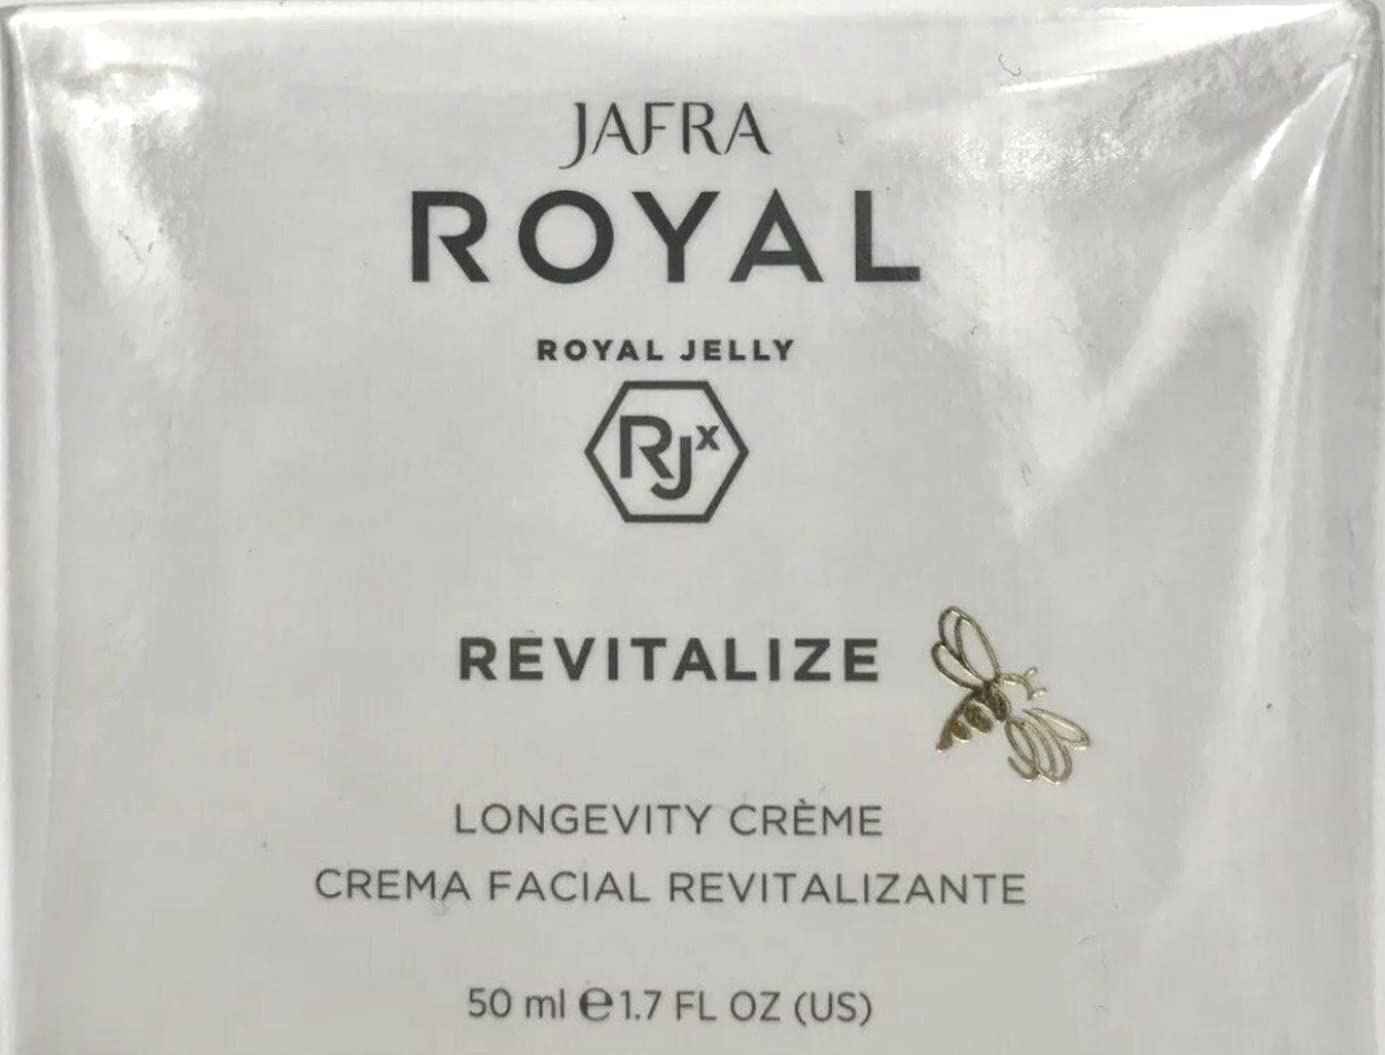 JAFRA
ROYAL
ROYAL JELLY
RJx
REVITALIZE
LONGEVITY CRÈME
CREMA FACIAL REVITALIZANTE
50 ml ℮ 1.7 FL OZ (US)